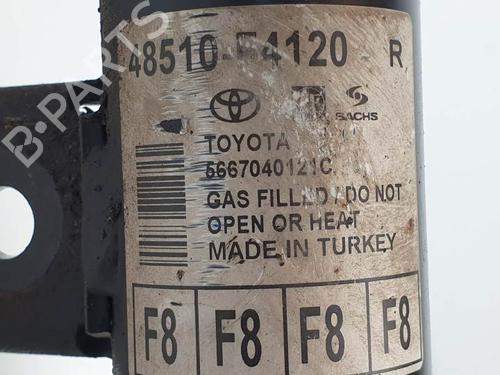 48510-F4120 R
SACHS
TOYOTA
5667040121C
GAS FILLED / DO NOT
OPEN OR HEAT
MADE IN TURKEY
F8 F8 F8 F8
B-PARTS